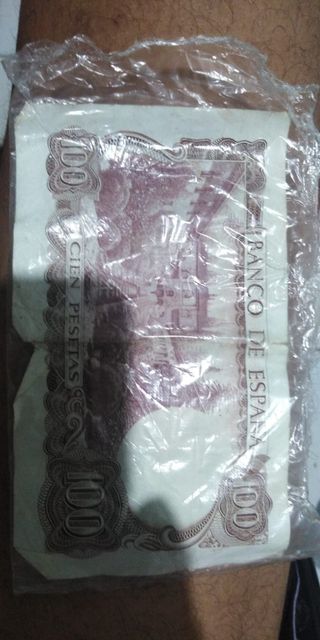 BANCO DE ESPAÑA 100
100 CIEN PESETAS 100